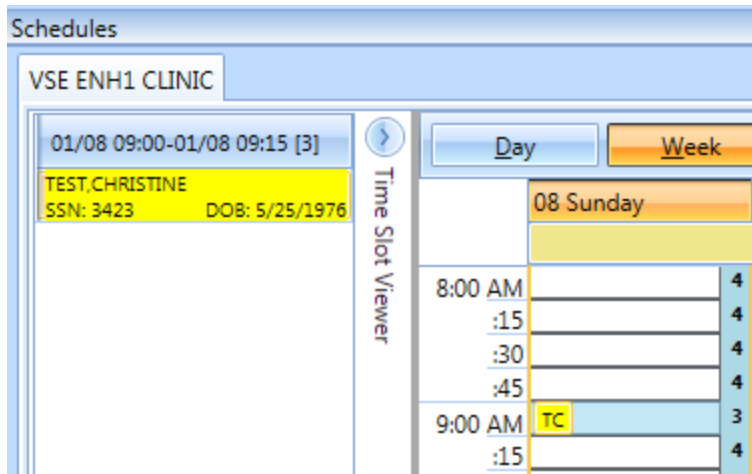 Schedules
VSE ENH1 CLINIC
01/08 09:00-01/08 09:15 [3]
TEST,CHRISTINE
SSN: 3423 DOB: 5/25/1976
Time Slot Viewer
Day Week
08 Sunday
8:00 AM 4
:15 4
:30 4
:45 4
9:00 AM TC 3
:15 4